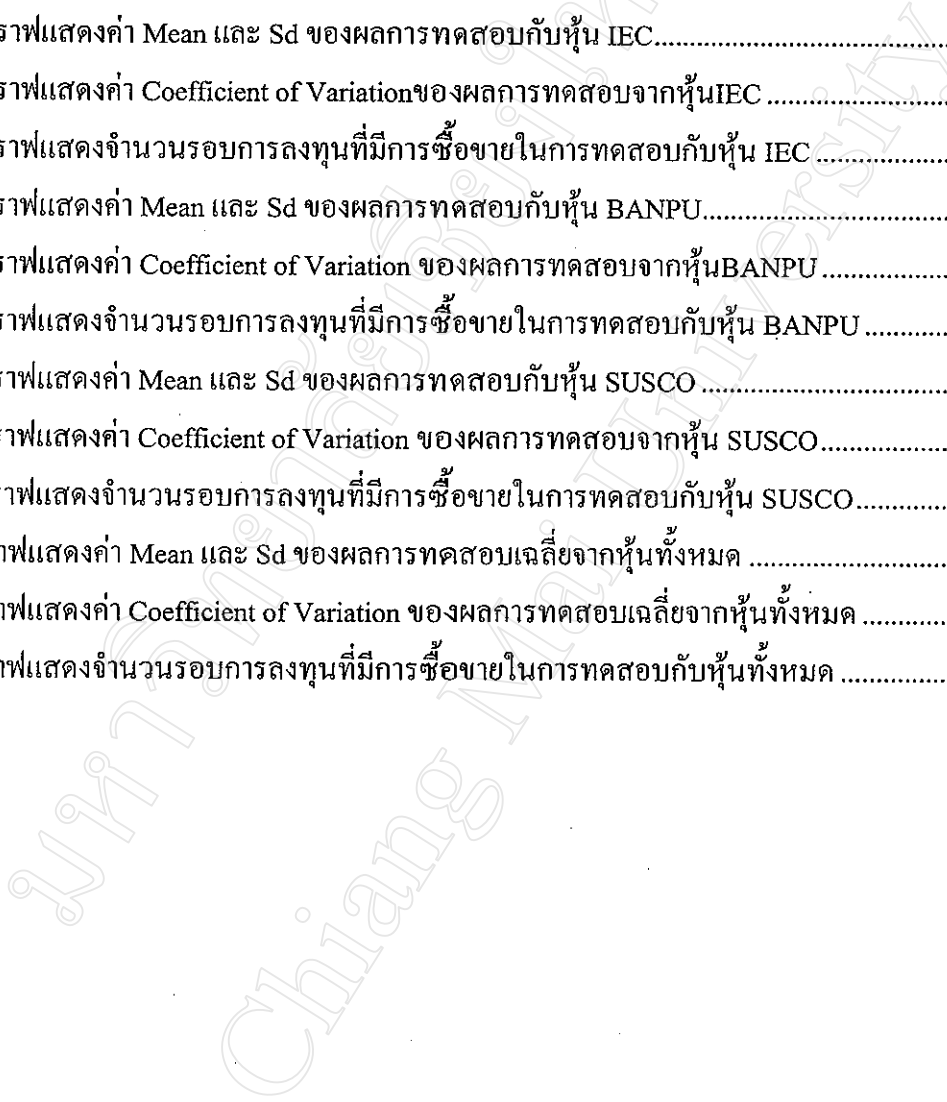 ราฟแสดงค่า Mean และ Sd ของผลการทดสอบกับหุ้น IEC........................................
ราฟแสดงค่า Coefficient of Variationของผลการทดสอบจากหุ้นIEC.........................
ราฟแสดงจำนวนรอบการลงทุนที่มีการซื้อขายในการทดสอบกับหุ้น IEC...................
ราฟแสดงค่า Mean และ Sd ของผลการทดสอบกับหุ้น BANPU..................................
ราฟแสดงค่า Coefficient of Variation ของผลการทดสอบจากหุ้นBANPU..................
ราฟแสดงจำนวนรอบการลงทุนที่มีการซื้อขายในการทดสอบกับหุ้น BANPU............
ราฟแสดงค่า Mean และ Sd ของผลการทดสอบกับหุ้น SUSCO..................................
ราฟแสดงค่า Coefficient of Variation ของผลการทดสอบจากหุ้น SUSCO..................
ราฟแสดงจำนวนรอบการลงทุนที่มีการซื้อขายในการทดสอบกับหุ้น SUSCO.............
าฟแสดงค่า Mean และ Sd ของผลการทดสอบเฉลี่ยจากหุ้นทั้งหมด............................
าฟแสดงค่า Coefficient of Variation ของผลการทดสอบเฉลี่ยจากหุ้นทั้งหมด............
าฟแสดงจำนวนรอบการลงทุนที่มีการซื้อขายในการทดสอบกับหุ้นทั้งหมด...............
มหาวิทยาลัยเชียงให
Chiang Mai University